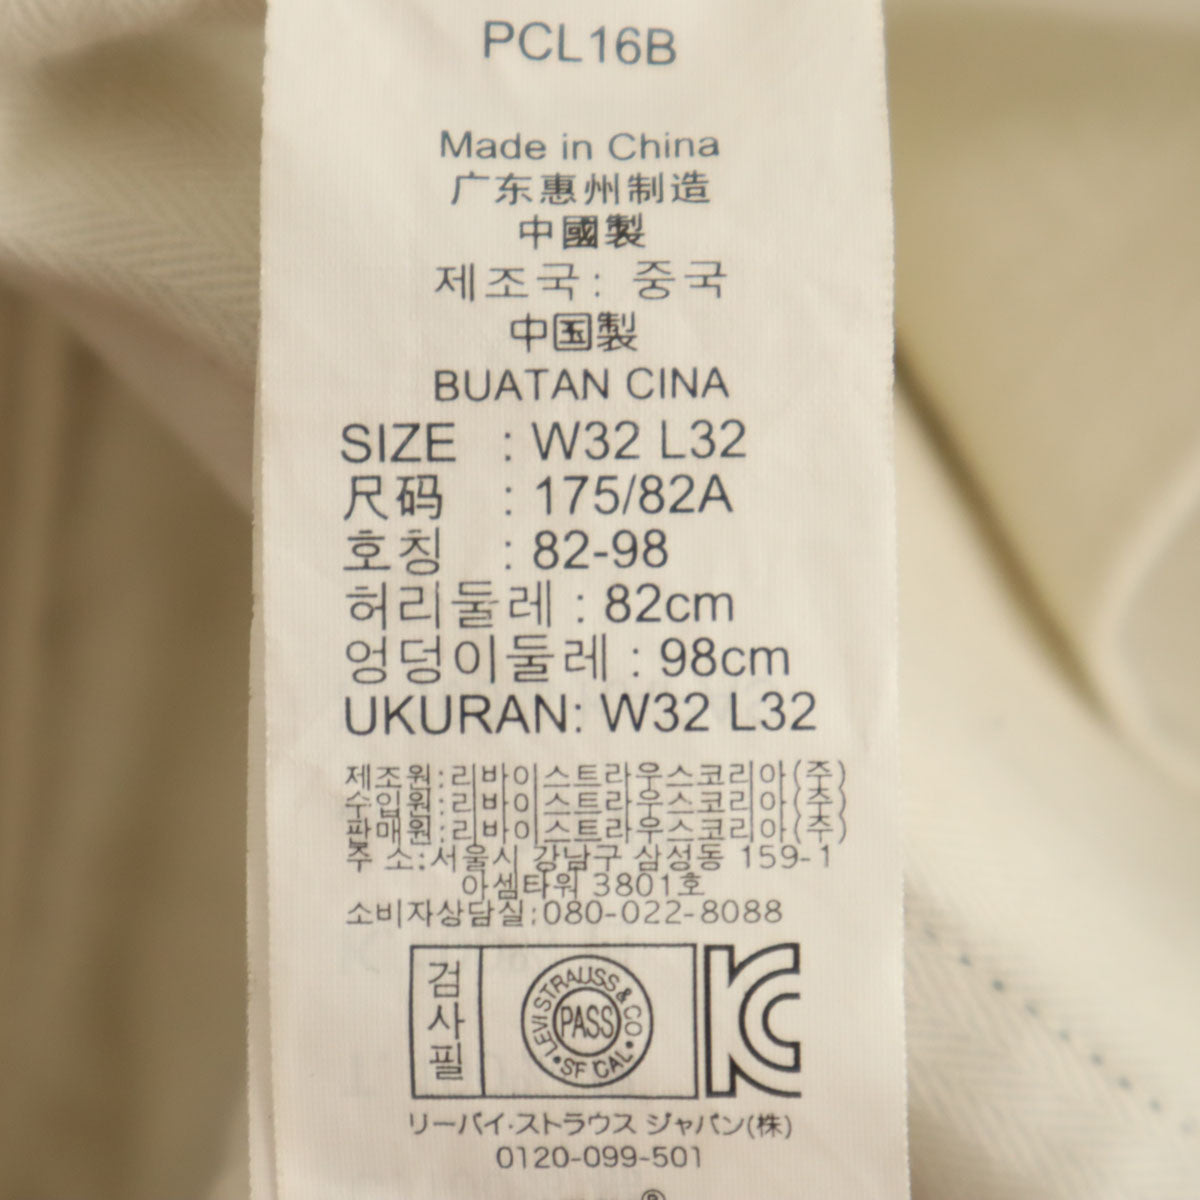 PCL16B
Made in China
广东惠州制造
中國製
제조국: 중국
中国製
BUATAN CINA
SIZE : W32 L32
尺码 : 175/82A
호칭 : 82-98
허리둘레 : 82cm
엉덩이둘레 : 98cm
UKURAN: W32 L32
제조원:리바이스트라우스코리아(주)
수입원:리바이스트라우스코리아(주)
판매원:리바이스트라우스코리아(주)
주 소:서울시 강남구 삼성동 159-1
아셈타워 3801호
소비자상담실:080-022-8088
검사필
LEVI STRAUSS & CO.
PASS
•SF CAL•
KC
リーバイ·ストラウス ジャパン(株)
0120-099-501
®